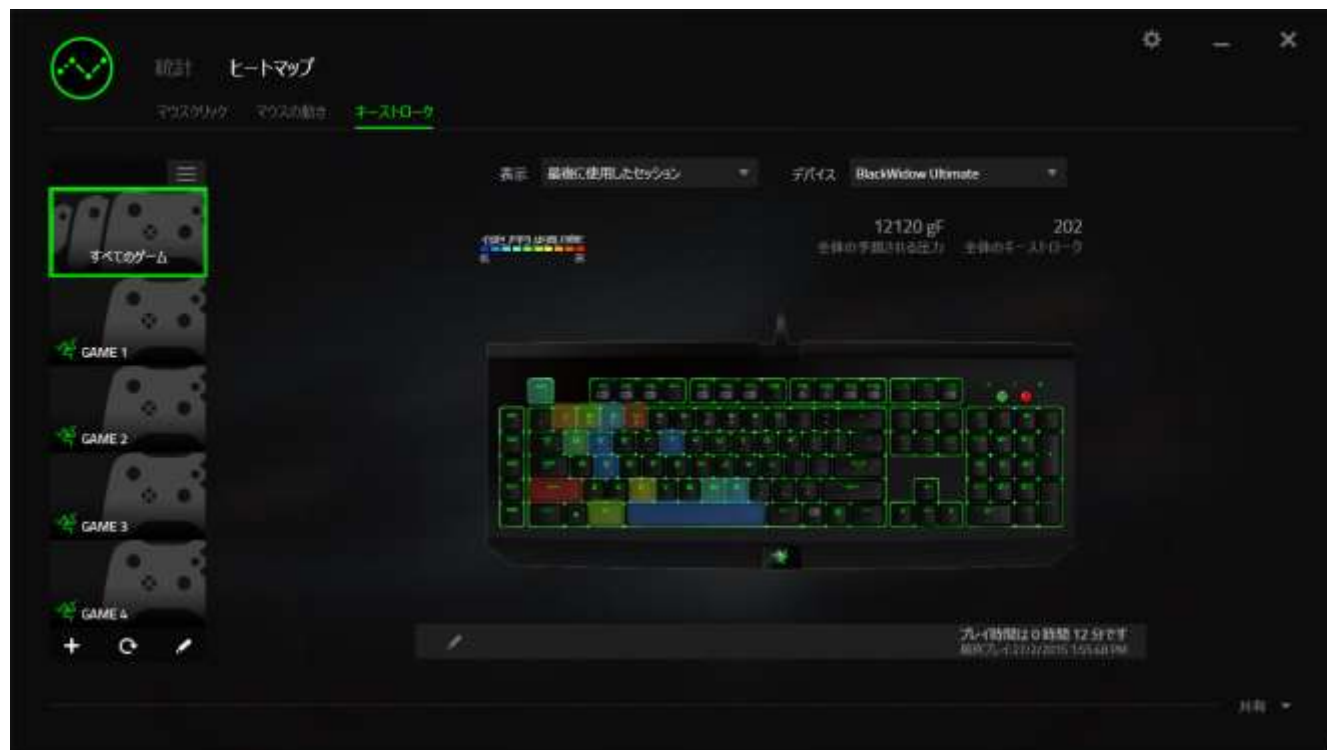 統計 ヒートマップ
マウスクリック マウスの動き キーストローク
表示 最後に使用したセッション デバイス BlackWidow Ultimate
12120 gF 202
全体の予想される圧力 全体のキーストローク
低 高
すべてのゲーム
GAME 1
GAME 2
GAME 3
GAME 4
プレイ時間は 0 時間 12 分です
共有